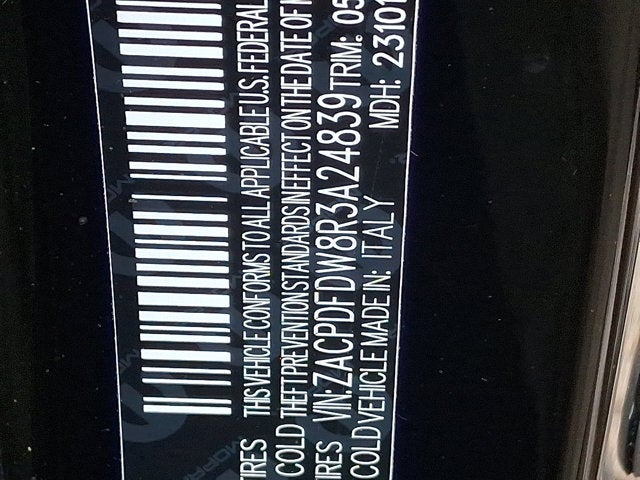 TIRES THIS VEHICLE CONFORMS TO ALL APPLICABLE U.S. FEDERAL
COLD THEFT PREVENTION STANDARDS IN EFFECT ON THE DATE OF
TIRES VIN: ZACPDFDW8R3A24839 TRIM: 05
COLD VEHICLE MADE IN: ITALY MDH: 23101